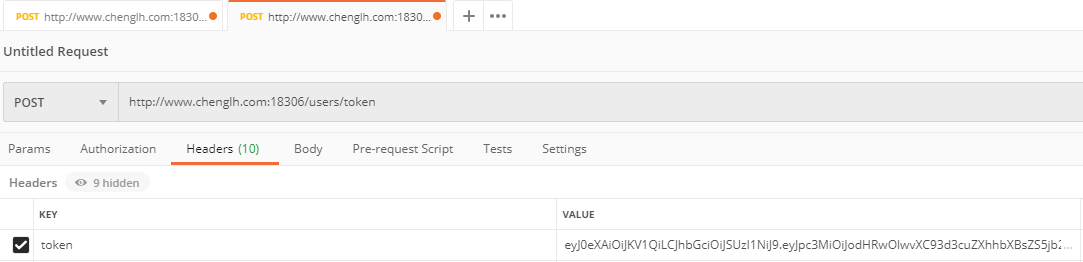 POST http://www.chenglh.com:18306... POST http://www.chenglh.com:1830... + •••
Untitled Request
POST http://www.chenglh.com:18306/users/token
Params Authorization Headers (10) Body Pre-request Script Tests Settings
Headers 9 hidden
KEY VALUE
token eyJ0eXAiOiJKV1QiLCJhbGciOiJSUzI1NiJ9.eyJpc3MiOiJodHRwOlwvXC93d3cuZXhhbXBsZS5jb2...